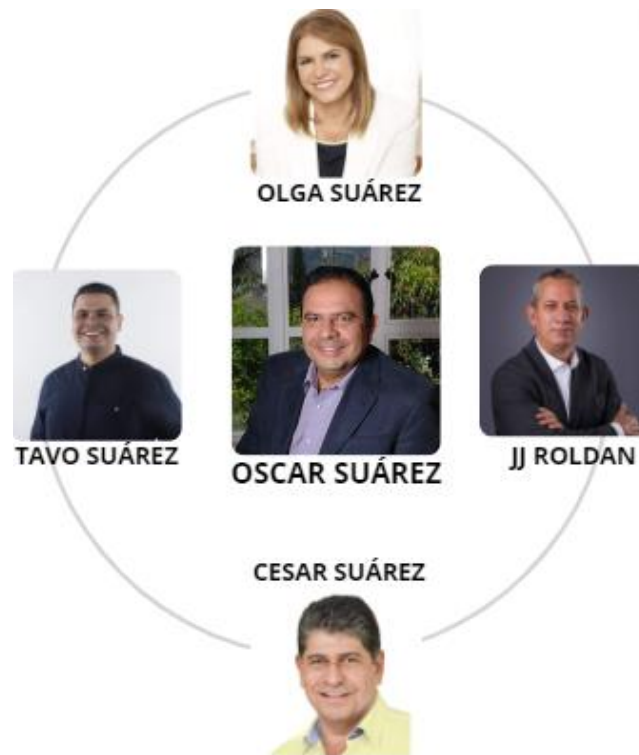 OLGA SUÁREZ
TAVO SUÁREZ
OSCAR SUÁREZ
JJ ROLDAN
CESAR SUÁREZ